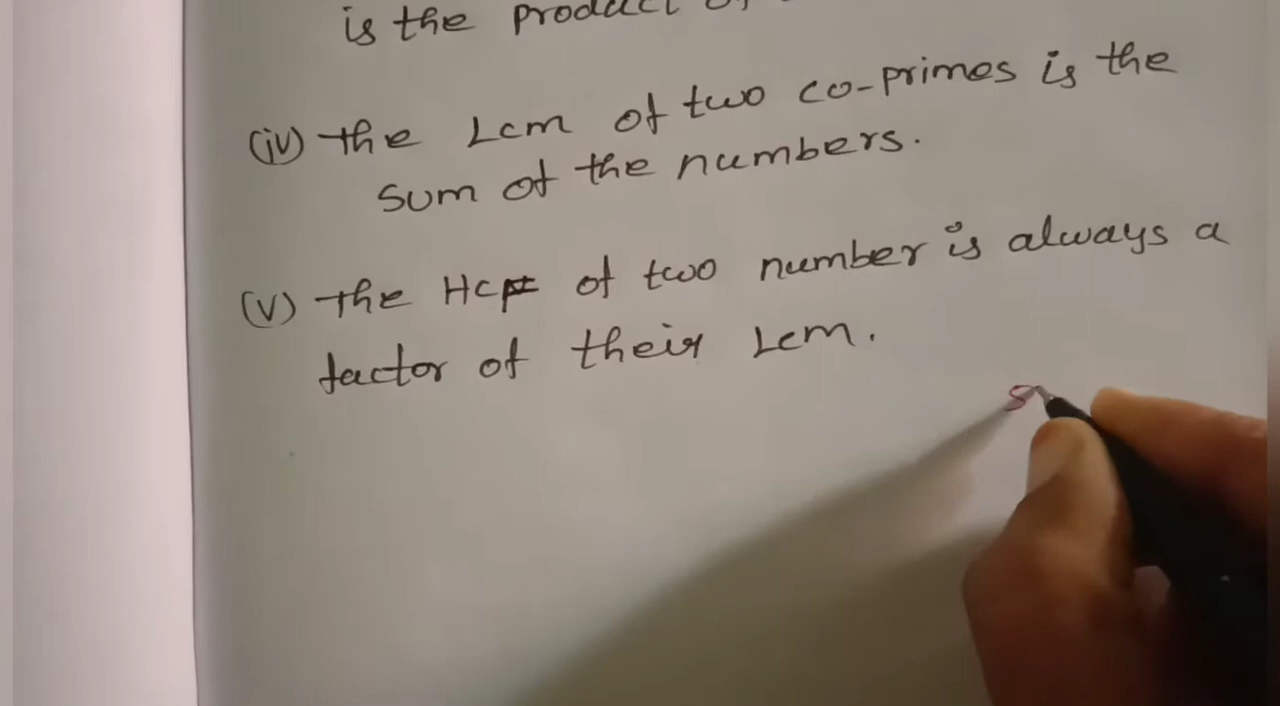 is the product
(iv) the Lcm of two co-primes is the
sum of the numbers.
(v) the HCF of two number is always a
factor of their Lcm.
S